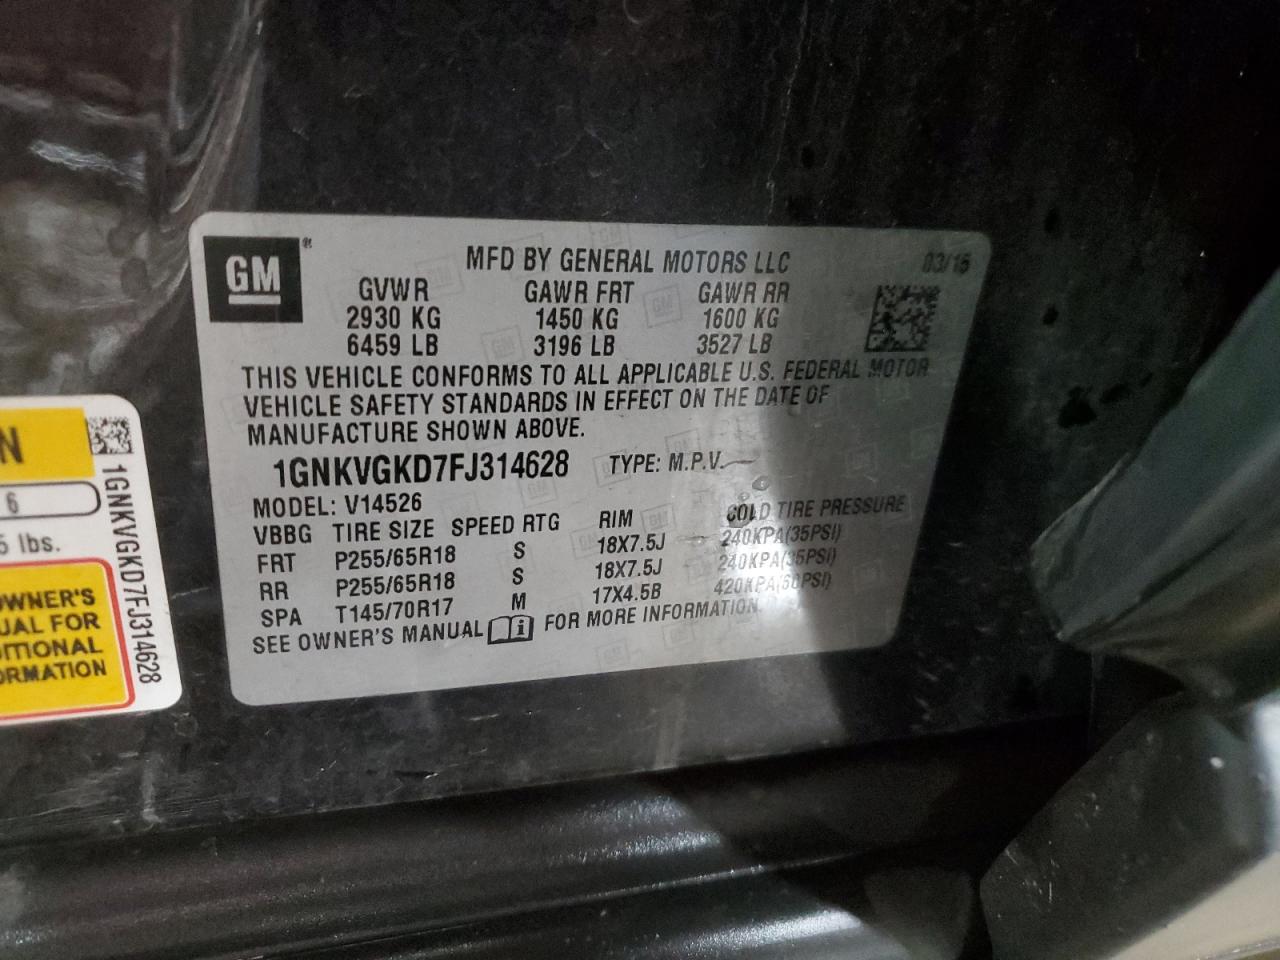 GM
®
MFD BY GENERAL MOTORS LLC 03/15
GVWR GAWR FRT GAWR RR
2930 KG 1450 KG 1600 KG
6459 LB 3196 LB 3527 LB
THIS VEHICLE CONFORMS TO ALL APPLICABLE U.S. FEDERAL MOTOR
VEHICLE SAFETY STANDARDS IN EFFECT ON THE DATE OF
MANUFACTURE SHOWN ABOVE.
1GNKVGKD7FJ314628 TYPE: M.P.V.
MODEL: V14526
VBBG TIRE SIZE SPEED RTG RIM COLD TIRE PRESSURE
FRT P255/65R18 S 18X7.5J 240KPA(35PSI)
RR P255/65R18 S 18X7.5J 240KPA(35PSI)
SPA T145/70R17 M 17X4.5B 420KPA(60PSI)
SEE OWNER'S MANUAL i FOR MORE INFORMATION.
N
6
5 lbs.
OWNER'S
UAL FOR
DITIONAL
ORMATION
1GNKVGKD7FJ314628